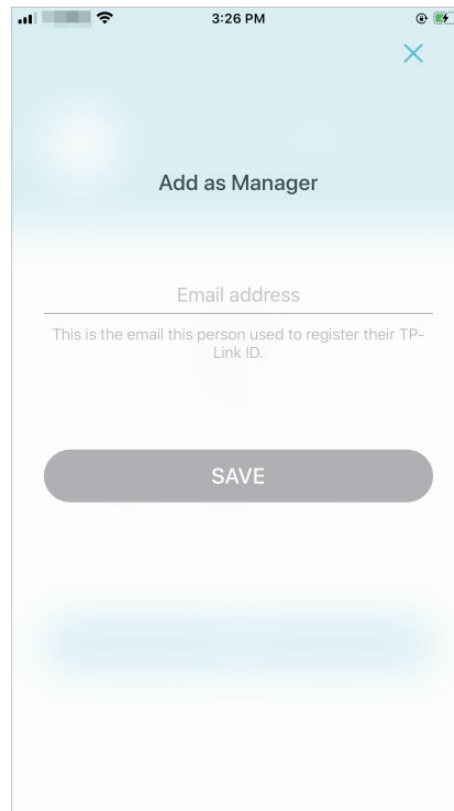 3:26 PM
Add as Manager
Email address
This is the email this person used to register their TP-
Link ID.
SAVE